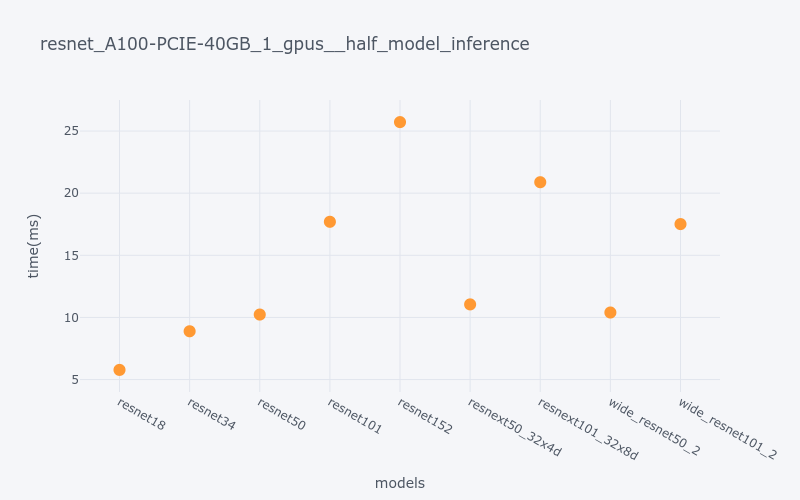 resnet_A100-PCIE-40GB_1_gpus__half_model_inference
time(ms)
25
20
15
10
5
resnet18
resnet34
resnet50
resnet101
resnet152
resnext50_32x4d
resnext101_32x8d
wide_resnet50_2
wide_resnet101_2
models